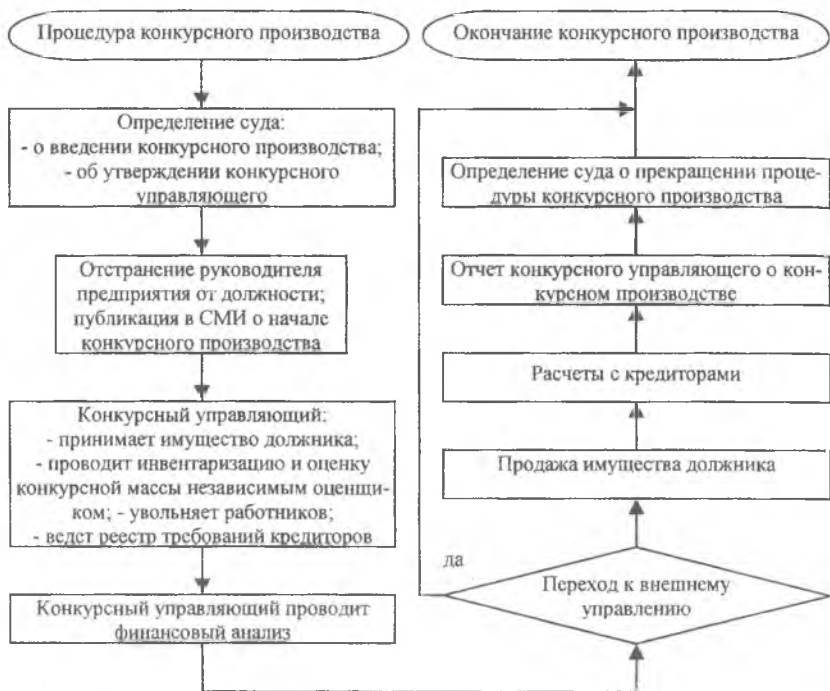 Процедура конкурсного производства
Определение суда:
- о введении конкурсного производства;
- об утверждении конкурсного
управляющего
Отстранение руководителя
предприятия от должности;
публикация в СМИ о начале
конкурсного производства
Конкурсный управляющий:
- принимает имущество должника;
- проводит инвентаризацию и оценку
конкурсной массы независимым оценщи-
ком; - увольняет работников;
- ведет реестр требований кредиторов
Конкурсный управляющий проводит
финансовый анализ
Окончание конкурсного производства
Определение суда о прекращении проце-
дуры конкурсного производства
Отчет конкурсного управляющего о кон-
курсном производстве
Расчеты с кредиторами
Продажа имущества должника
да
Переход к внешнему
управлению